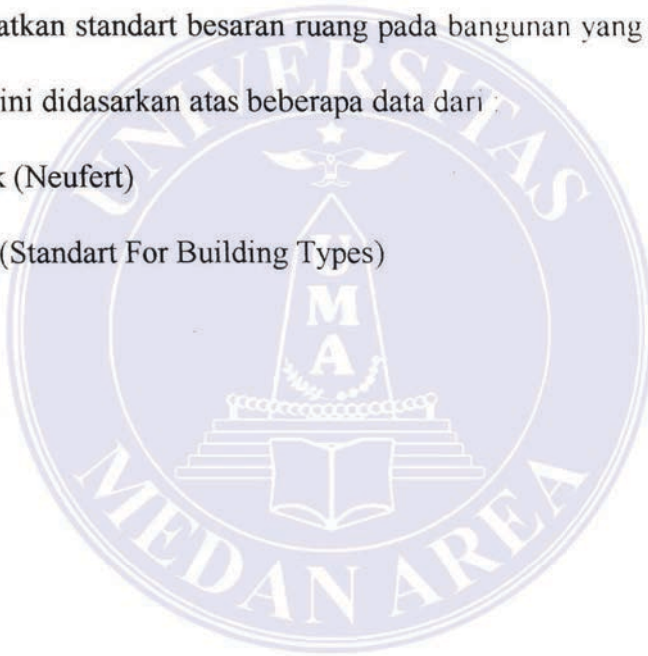 atkan standart besaran ruang pada bangunan yang
ini didasarkan atas beberapa data dari :
k (Neufert)
(Standart For Building Types)
UNIVERSITAS
UMA
MEDAN AREA